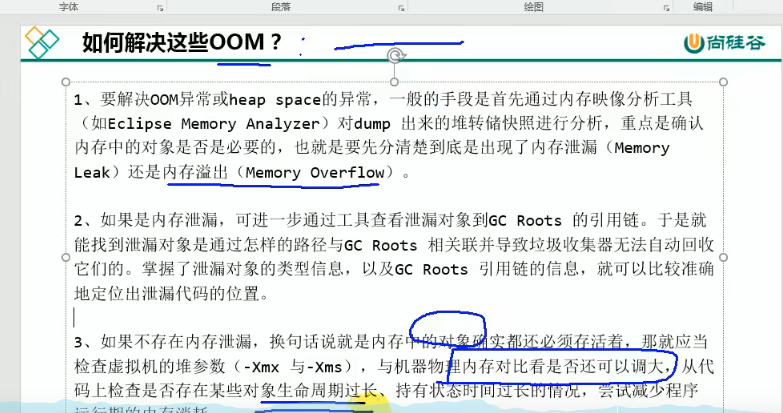 字体
段落
绘图
编辑
如何解决这些OOM？
尚硅谷
1、要解决OOM异常或heap space的异常，一般的手段是首先通过内存映像分析工具
（如Eclipse Memory Analyzer）对dump 出来的堆转储快照进行分析，重点是确认
内存中的对象是否是必要的，也就是要先分清楚到底是出现了内存泄漏（Memory
Leak）还是内存溢出（Memory Overflow）。
2、如果是内存泄漏，可进一步通过工具查看泄漏对象到GC Roots 的引用链。于是就
能找到泄漏对象是通过怎样的路径与GC Roots 相关联并导致垃圾收集器无法自动回收
它们的。掌握了泄漏对象的类型信息，以及GC Roots 引用链的信息，就可以比较准确
地定位出泄漏代码的位置。
3、如果不存在内存泄漏，换句话说就是内存中的对象确实都还必须存活着，那就应当
检查虚拟机的堆参数（-Xmx 与-Xms），与机器物理内存对比看是否还可以调大，从代
码上检查是否存在某些对象生命周期过长、持有状态时间过长的情况，尝试减少程序
运行期的内存消耗